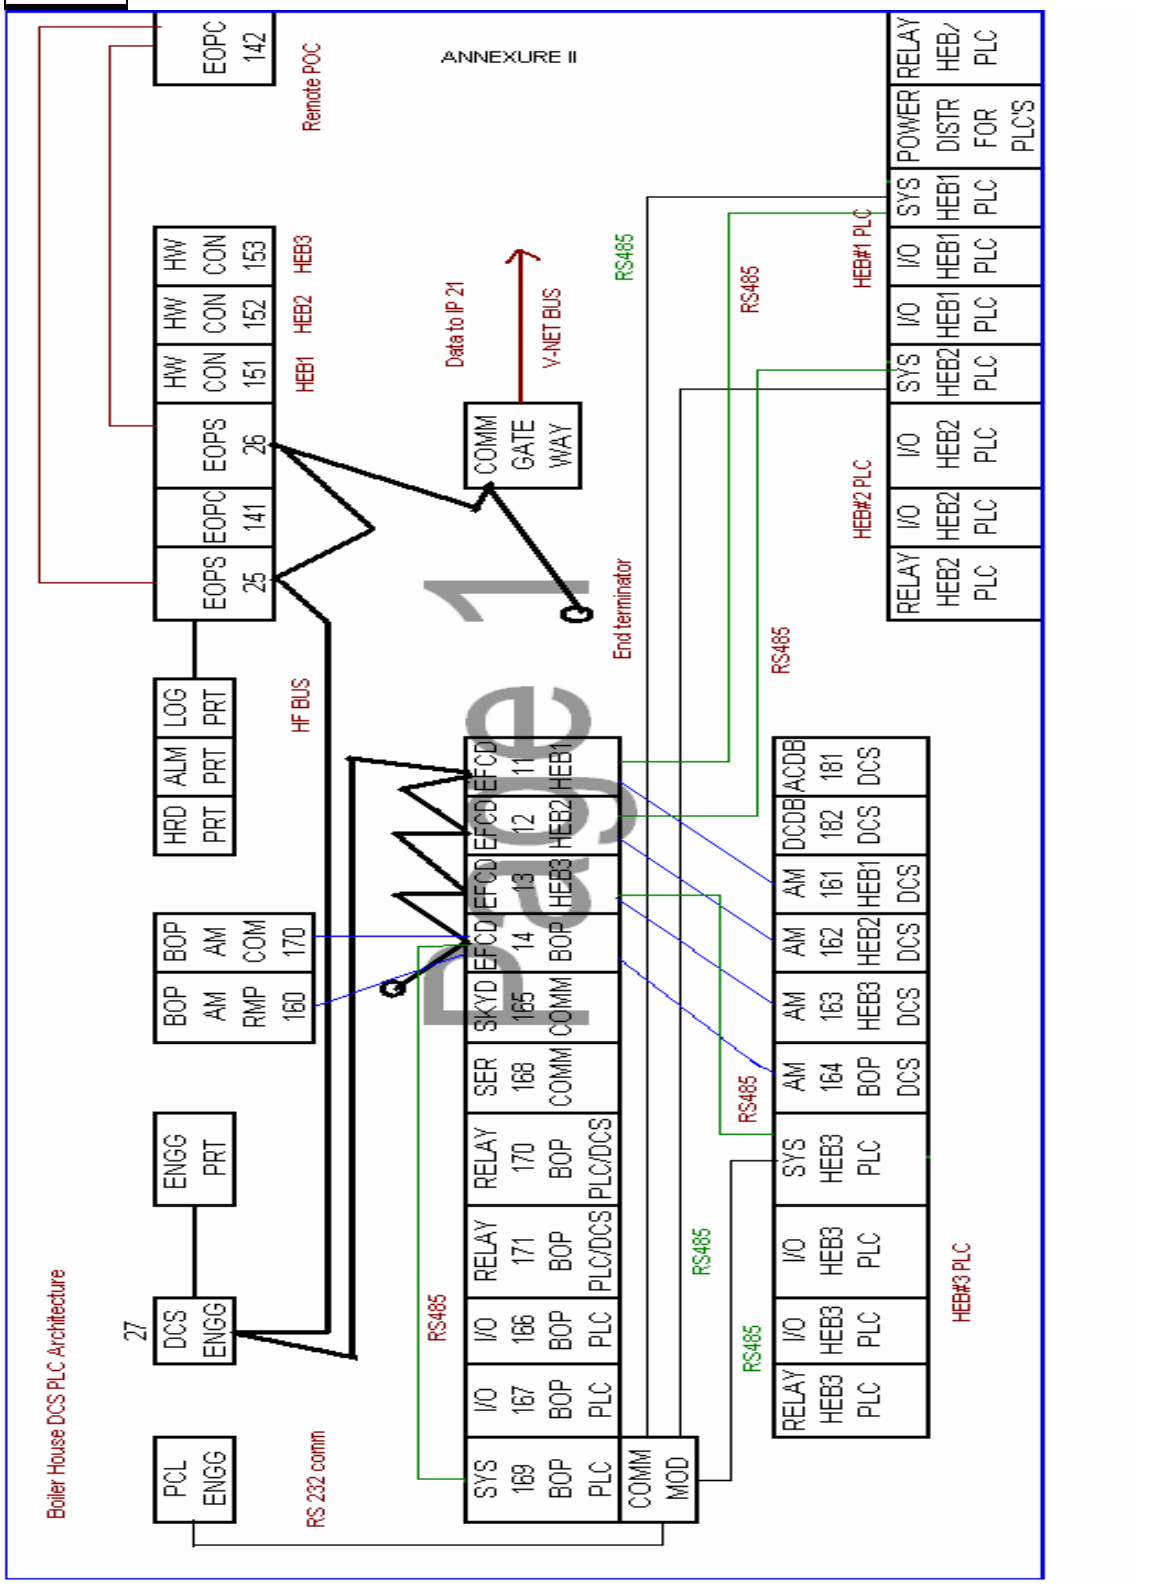 Boiler House DCS PLC Architecture
ANNEXURE II
27
PCL
ENGG
DCS
ENGG
ENGG
PRT
BOP
AM
RMP
160
BOP
AM
COM
170
HRD
PRT
ALM
PRT
LOG
PRT
EOPS
25
EOPC
141
EOPS
26
HW
CON
151
HW
CON
152
HW
CON
153
EOPC
142
RS 232 comm
HF BUS
HEB1
HEB2
HEB3
Remote POC
RS485
Data to IP 21
COMM
GATE
WAY
V-NET BUS
End terminator
SYS
169
BOP
PLC
I/O
167
BOP
PLC
I/O
166
BOP
PLC
RELAY
171
BOP
PLC/DCS
RELAY
170
BOP
PLC/DCS
SER
168
COMM
SKYD
165
COMM
EFCD
14
BOP
EFCD
13
HEB3
EFCD
12
HEB2
EFCD
11
HEB1
Page 1
COMM
MOD
RS485
RS485
RS485
RS485
RS485
RS485
RELAY
HEB3
PLC
I/O
HEB3
PLC
I/O
HEB3
PLC
SYS
HEB3
PLC
AM
164
BOP
DCS
AM
163
HEB3
DCS
AM
162
HEB2
DCS
AM
161
HEB1
DCS
DCDB
182
DCS
ACDB
181
DCS
HEB#3 PLC
HEB#2 PLC
HEB#1 PLC
RELAY
HEB2
PLC
I/O
HEB2
PLC
I/O
HEB2
PLC
SYS
HEB2
PLC
I/O
HEB1
PLC
I/O
HEB1
PLC
SYS
HEB1
PLC
POWER
DISTR
FOR
PLC'S
RELAY
HEB/
PLC